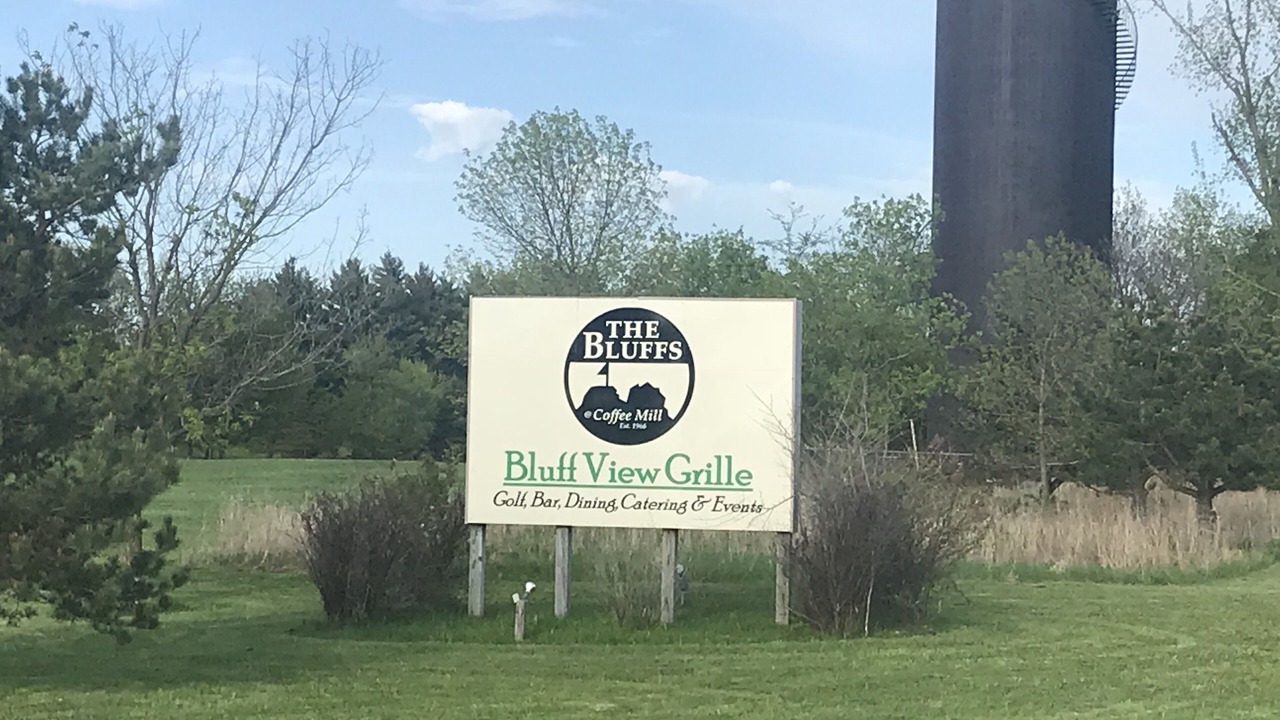 THE
BLUFFS
@ Coffee Mill
Est. 1966
Bluff View Grille
Golf, Bar, Dining, Catering & Events